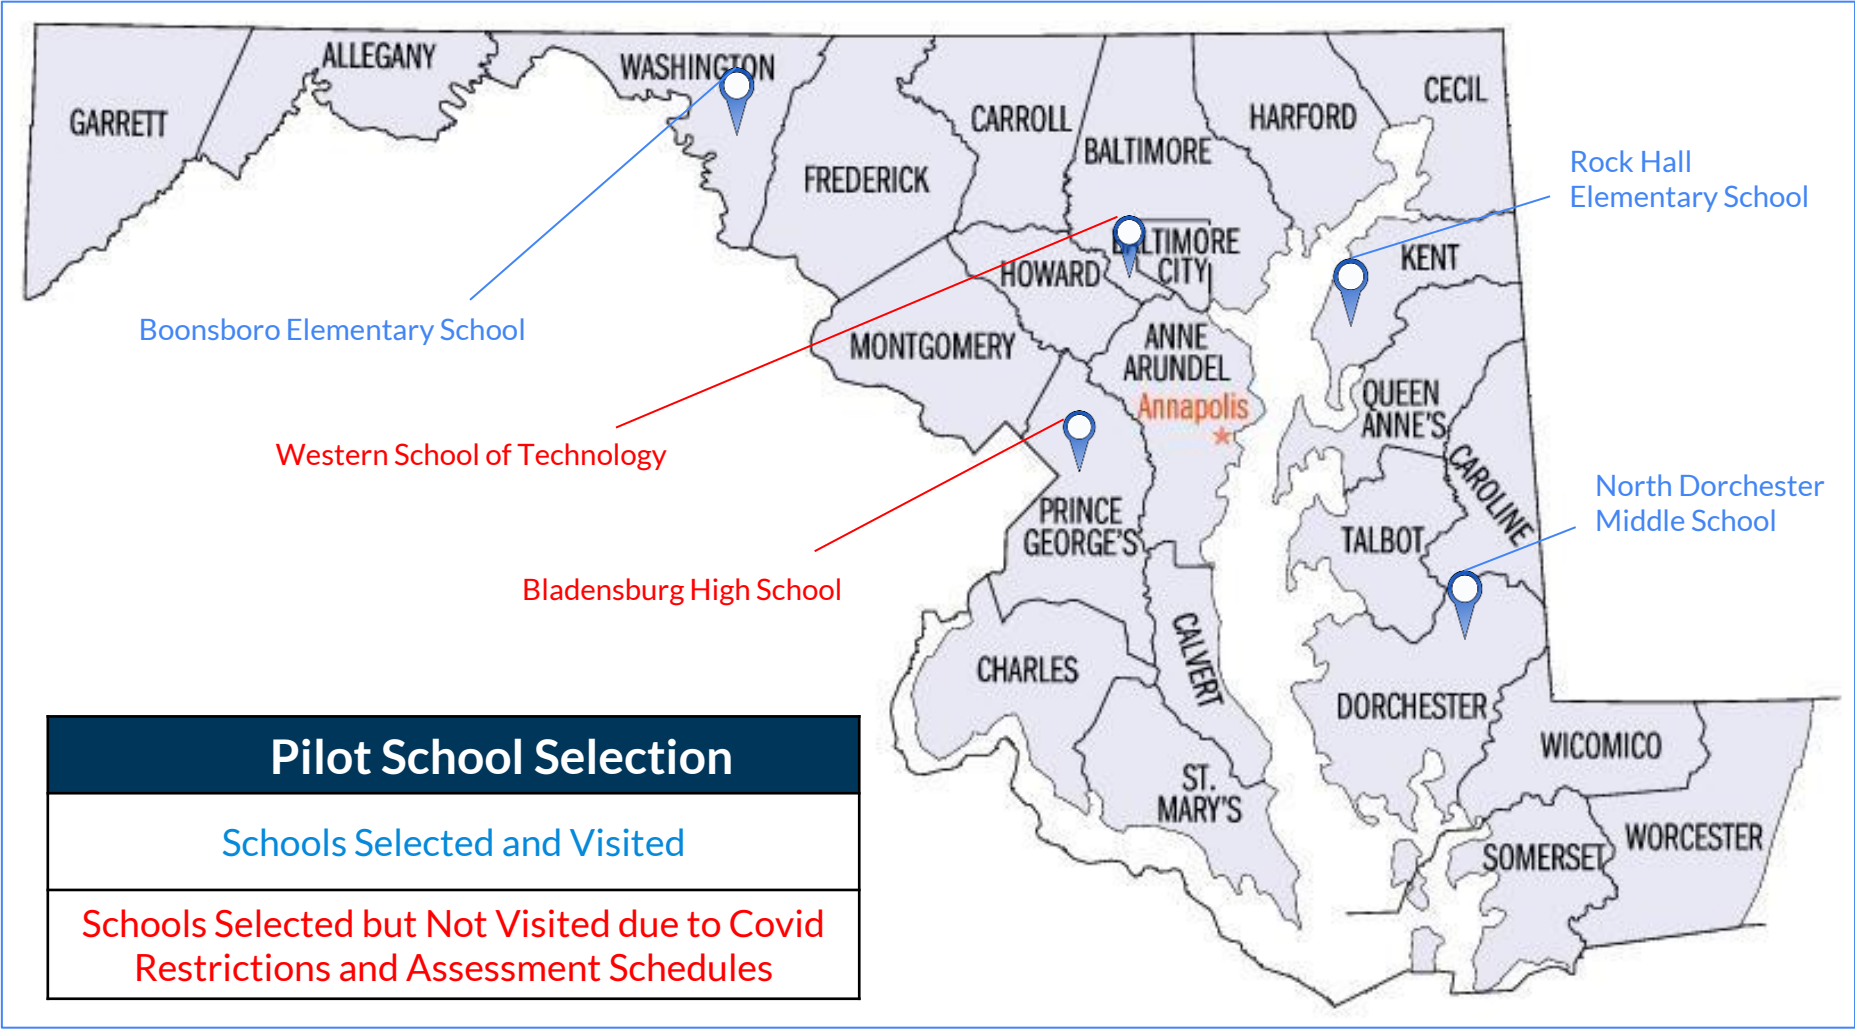 ALLEGANY
WASHINGTON
GARRETT
CARROLL
HARFORD
CECIL
BALTIMORE
FREDERICK
Rock Hall
Elementary School
BALTIMORE
CITY
HOWARD
KENT
Boonsboro Elementary School
MONTGOMERY
ANNE
ARUNDEL
Annapolis
QUEEN
ANNE'S
Western School of Technology
CAROLINE
North Dorchester
Middle School
PRINCE
GEORGE'S
TALBOT
Bladensburg High School
CALVERT
CHARLES
DORCHESTER
WICOMICO
ST.
MARY'S
WORCESTER
SOMERSET
Pilot School Selection
Schools Selected and Visited
Schools Selected but Not Visited due to Covid
Restrictions and Assessment Schedules